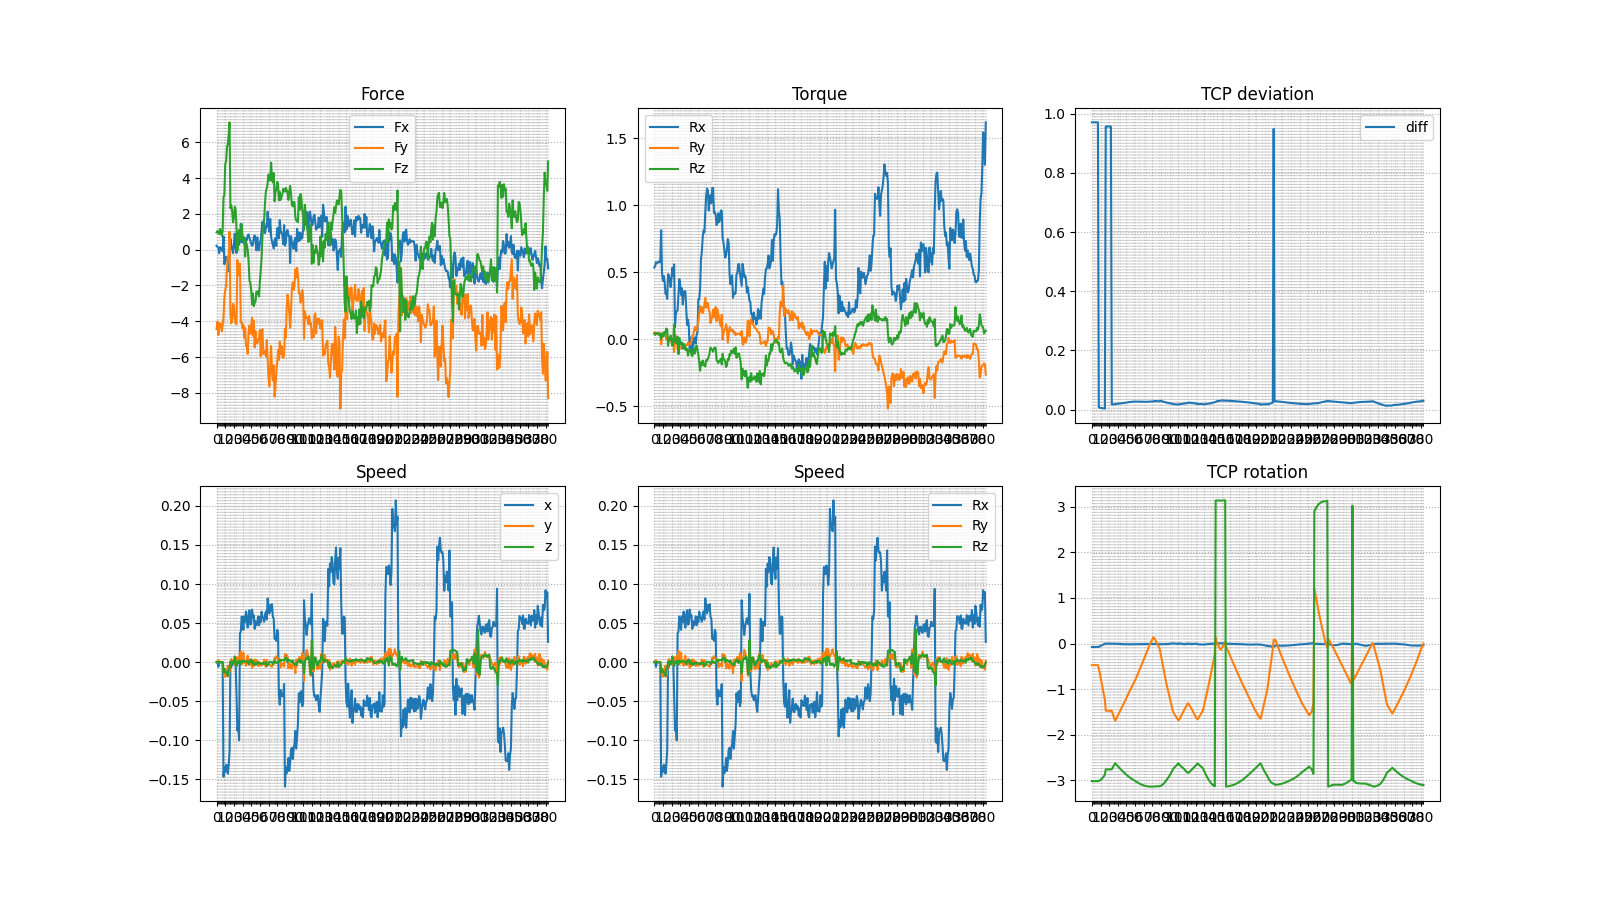 Force
Fx
Fy
Fz
6
4
2
0
−2
−4
−6
−8
Torque
Rx
Ry
Rz
1.5
1.0
0.5
0.0
−0.5
TCP deviation
diff
1.0
0.8
0.6
0.4
0.2
0.0
Speed
x
y
z
0.20
0.15
0.10
0.05
0.00
−0.05
−0.10
−0.15
Speed
Rx
Ry
Rz
0.20
0.15
0.10
0.05
0.00
−0.05
−0.10
−0.15
TCP rotation
3
2
1
0
−1
−2
−3